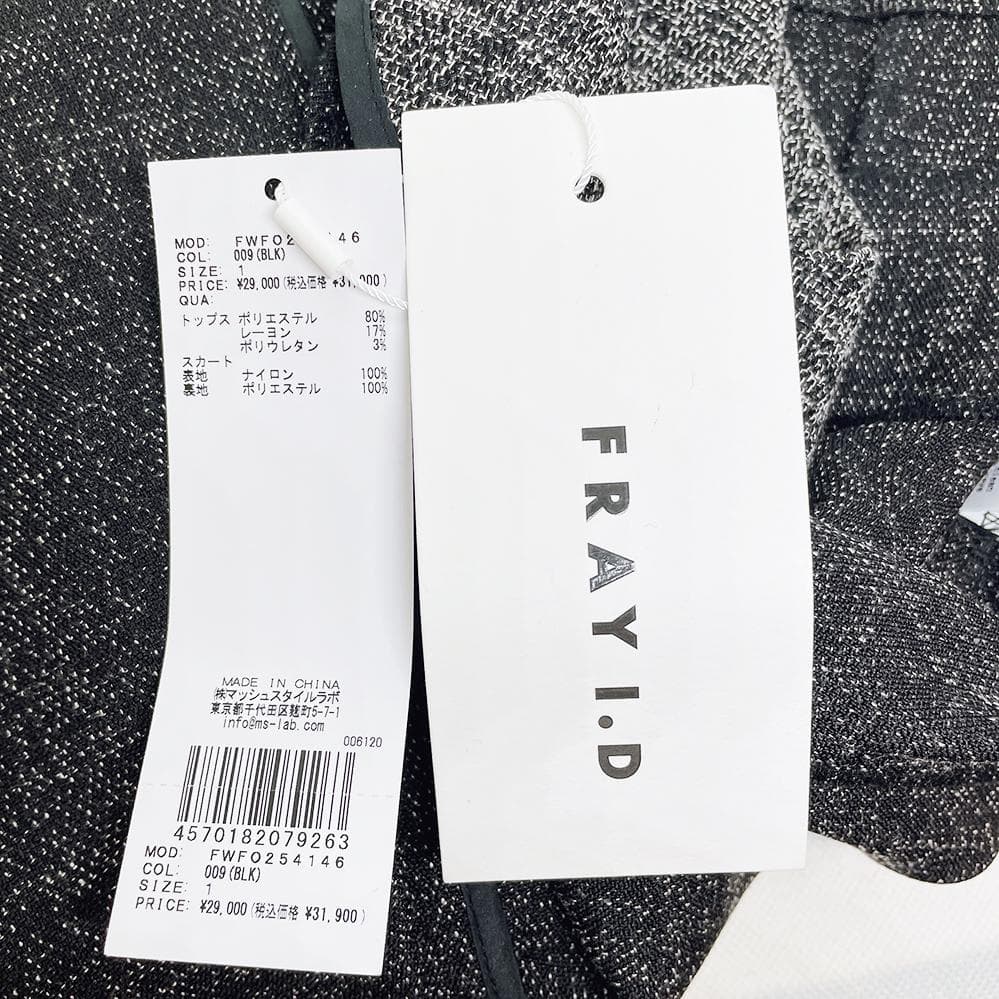 MOD: FWFO25 146
COL: 009(BLK)
SIZE: 1
PRICE: ¥29,000(税込価格 ¥31,900)
QUA:
トップス ポリエステル 80%
レーヨン 17%
ポリウレタン 3%
スカート
表地 ナイロン 100%
裏地 ポリエステル 100%
MADE IN CHINA
㈱マッシュスタイルラボ
東京都千代田区麹町5-7-1
info@ms-lab.com
006120
4570182079263
MOD: FWFO254146
COL: 009(BLK)
SIZE: 1
PRICE: ¥29,000(税込価格 ¥31,900)
FRAY I.D